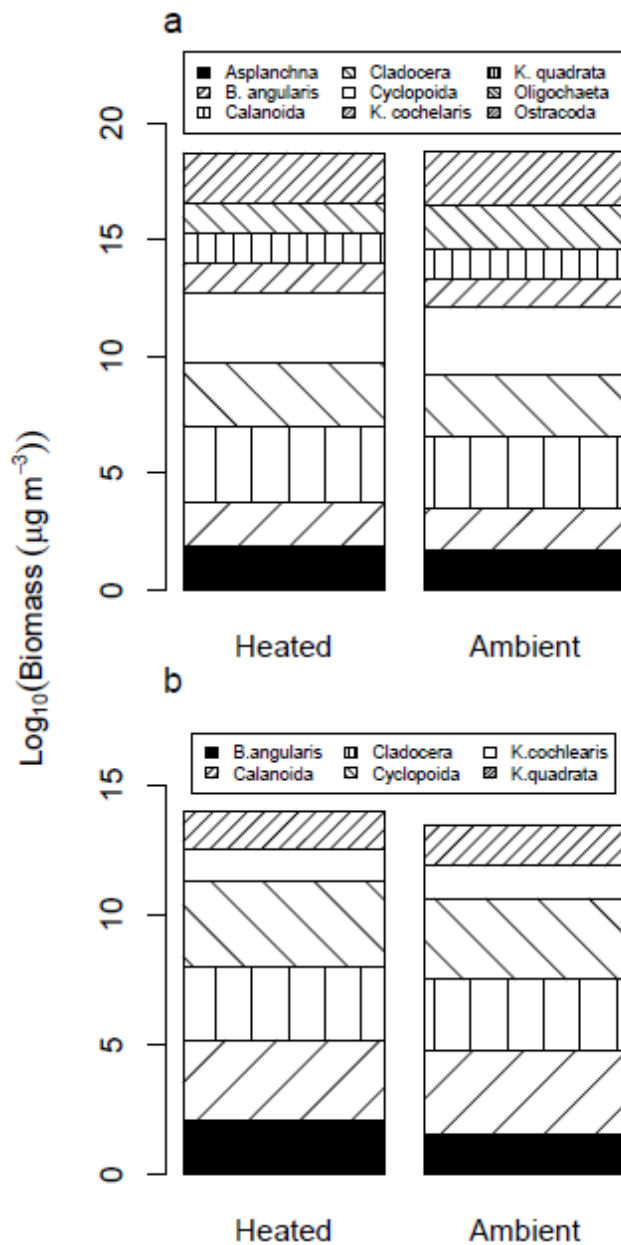 a
Asplanchna Cladocera K. quadrata
B. angularis Cyclopoida Oligochaeta
Calanoida K. cochelaris Ostracoda
20
15
10
5
0
Heated Ambient
Log₁₀(Biomass (µg m⁻³))
b
B.angularis Cladocera K.cochlearis
Calanoida Cyclopoida K.quadrata
15
10
5
0
Heated Ambient